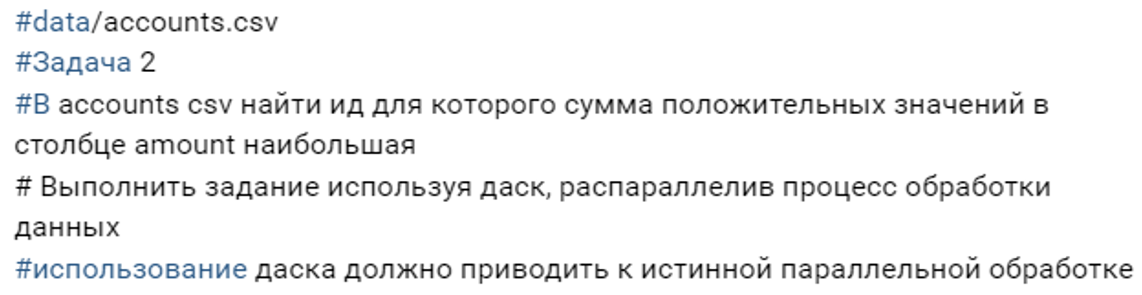 #data/accounts.csv
#Задача 2
#В accounts csv найти ид для которого сумма положительных значений в
столбце amount наибольшая
# Выполнить задание используя даск, распараллелив процесс обработки
данных
#использование даска должно приводить к истинной параллельной обработке